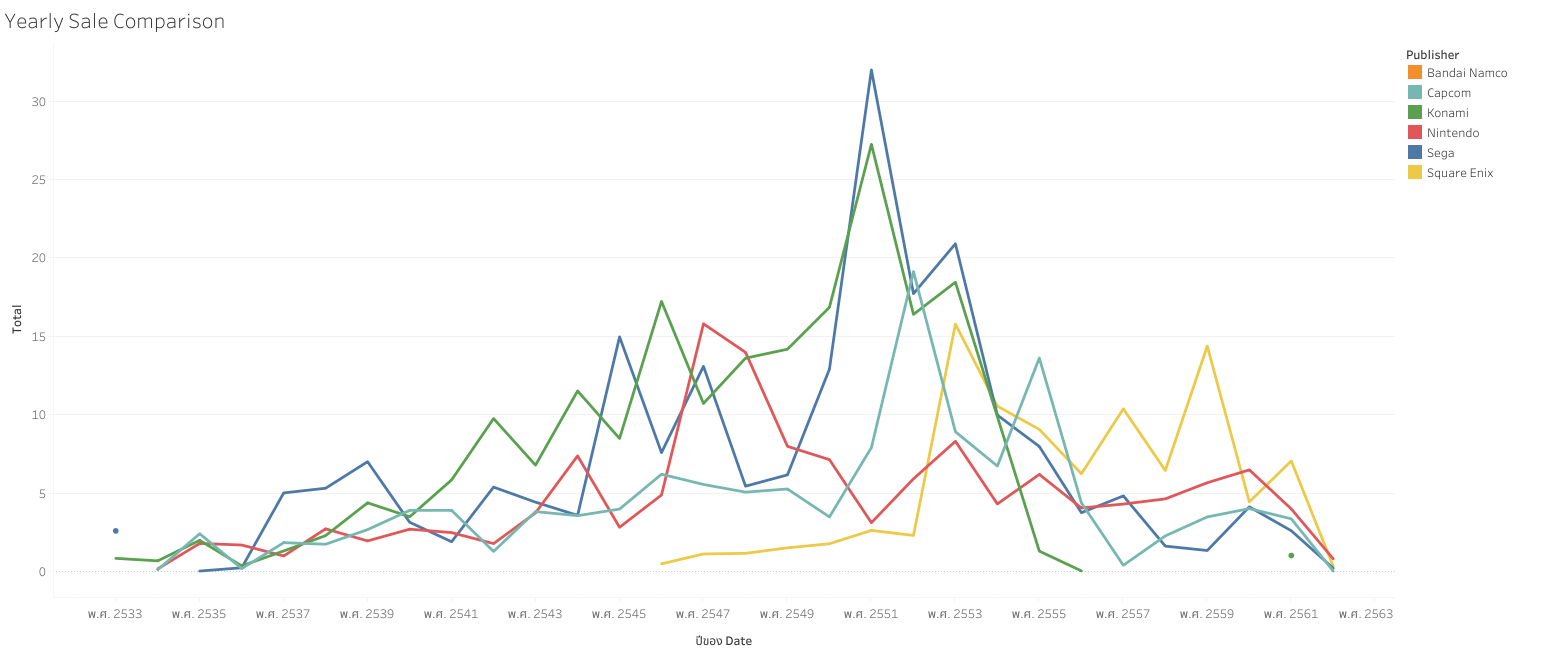 Yearly Sale Comparison
Publisher
Bandai Namco
Capcom
Konami
Nintendo
Sega
Square Enix
Total
30
25
20
15
10
5
0
พ.ศ. 2533 พ.ศ. 2535 พ.ศ. 2537 พ.ศ. 2539 พ.ศ. 2541 พ.ศ. 2543 พ.ศ. 2545 พ.ศ. 2547 พ.ศ. 2549 พ.ศ. 2551 พ.ศ. 2553 พ.ศ. 2555 พ.ศ. 2557 พ.ศ. 2559 พ.ศ. 2561 พ.ศ. 2563
ปีของ Date